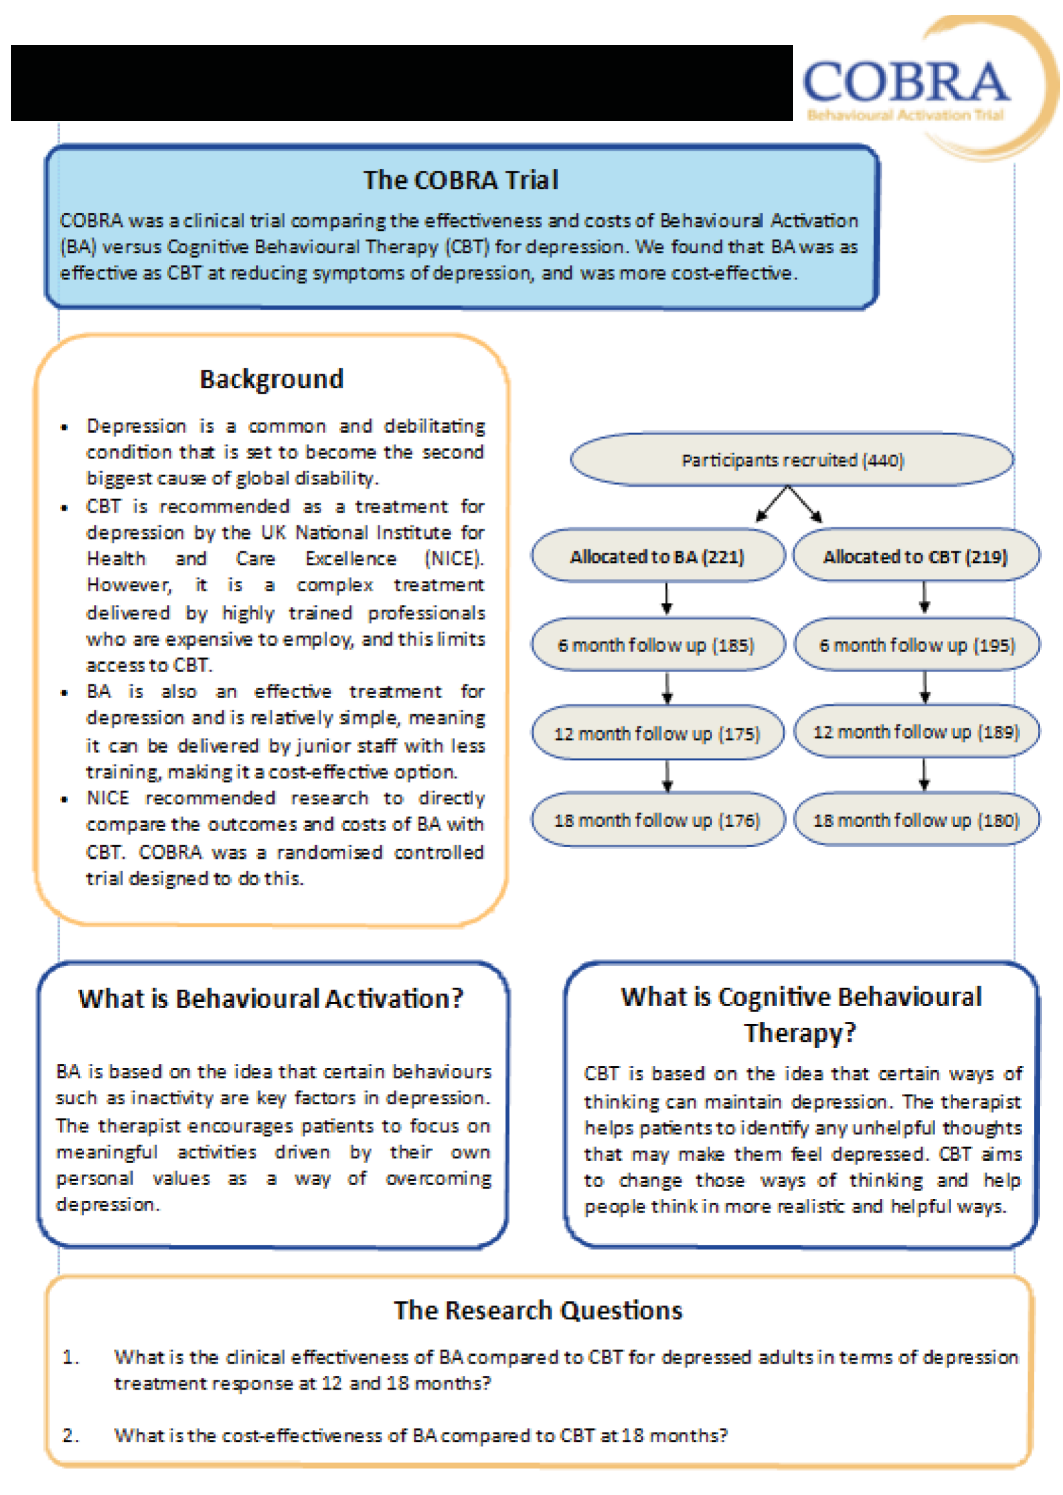 COBRA
Behavioural Activation Trial
The COBRA Trial
COBRA was a clinical trial comparing the effectiveness and costs of Behavioural Activation
(BA) versus Cognitive Behavioural Therapy (CBT) for depression. We found that BA was as
effective as CBT at reducing symptoms of depression, and was more cost-effective.
Background
• Depression is a common and debilitating
condition that is set to become the second
biggest cause of global disability.
• CBT is recommended as a treatment for
depression by the UK National Institute for
Health and Care Excellence (NICE).
However, it is a complex treatment
delivered by highly trained professionals
who are expensive to employ, and this limits
access to CBT.
• BA is also an effective treatment for
depression and is relatively simple, meaning
it can be delivered by junior staff with less
training, making it a cost-effective option.
• NICE recommended research to directly
compare the outcomes and costs of BA with
CBT. COBRA was a randomised controlled
trial designed to do this.
Participants recruited (440)
Allocated to BA (221)
Allocated to CBT (219)
6 month follow up (185)
6 month follow up (195)
12 month follow up (175)
12 month follow up (189)
18 month follow up (176)
18 month follow up (180)
What is Behavioural Activation?
BA is based on the idea that certain behaviours
such as inactivity are key factors in depression.
The therapist encourages patients to focus on
meaningful activities driven by their own
personal values as a way of overcoming
depression.
What is Cognitive Behavioural
Therapy?
CBT is based on the idea that certain ways of
thinking can maintain depression. The therapist
helps patients to identify any unhelpful thoughts
that may make them feel depressed. CBT aims
to change those ways of thinking and help
people think in more realistic and helpful ways.
The Research Questions
1. What is the clinical effectiveness of BA compared to CBT for depressed adults in terms of depression
treatment response at 12 and 18 months?
2. What is the cost-effectiveness of BA compared to CBT at 18 months?